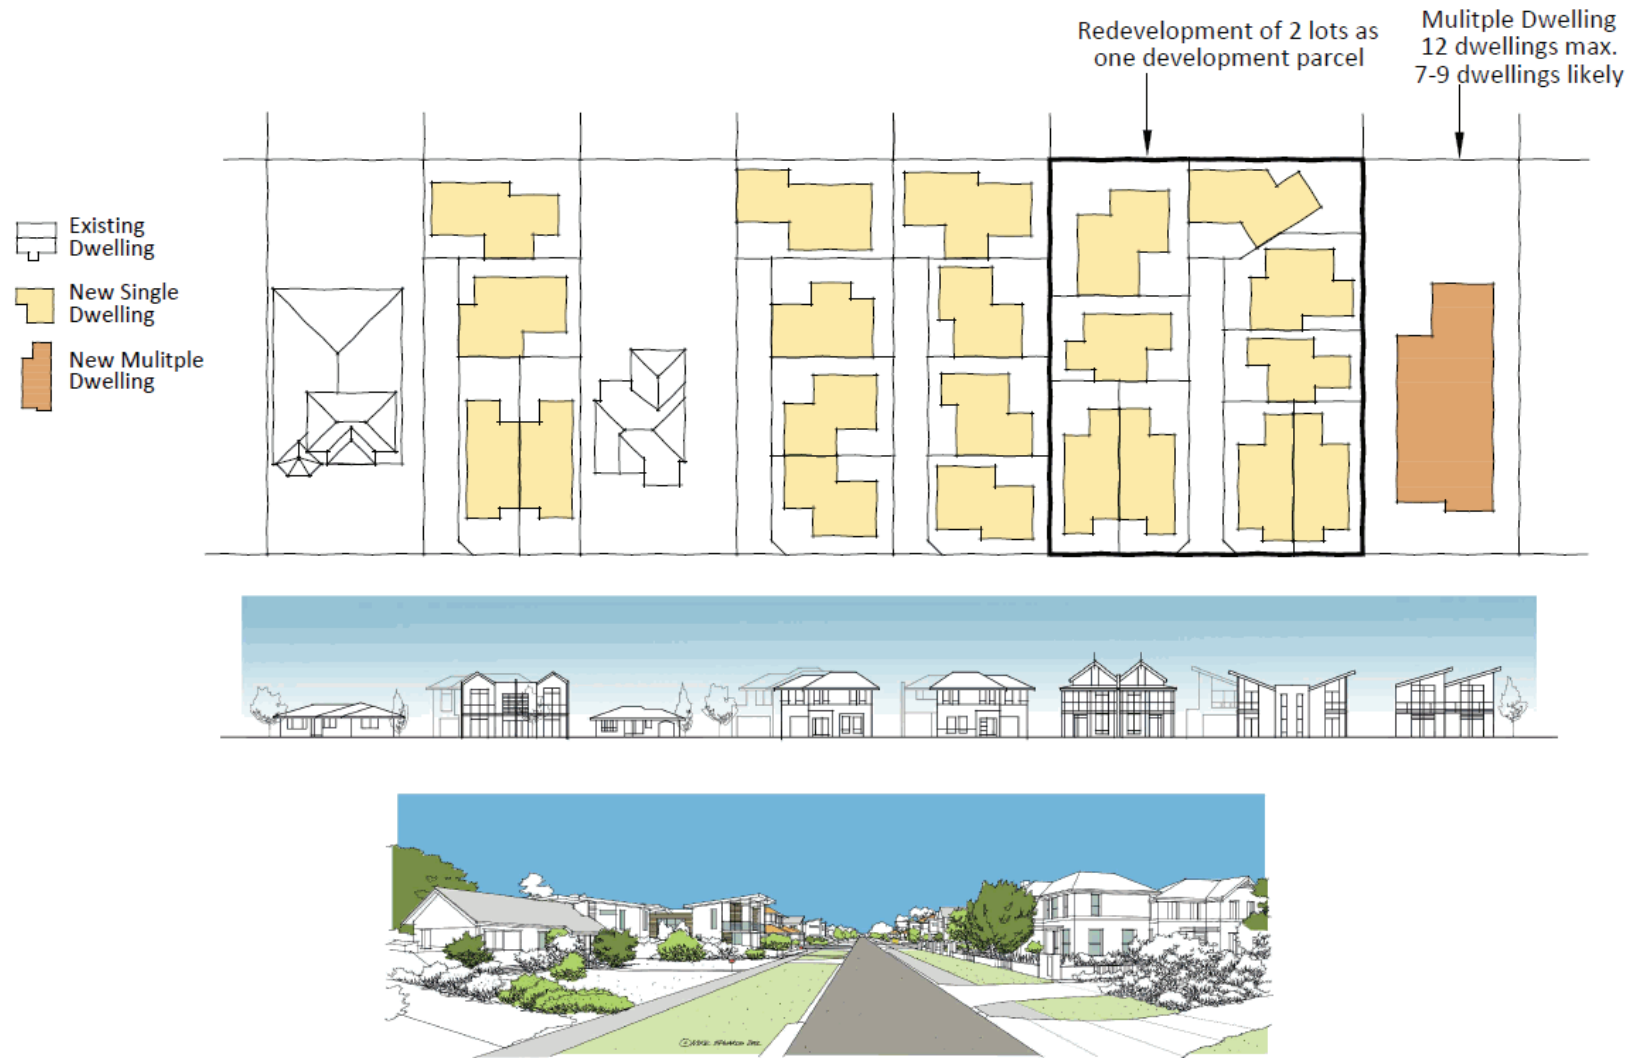 Redevelopment of 2 lots as
one development parcel
Mulitple Dwelling
12 dwellings max.
7-9 dwellings likely
Existing
Dwelling
New Single
Dwelling
New Mulitple
Dwelling